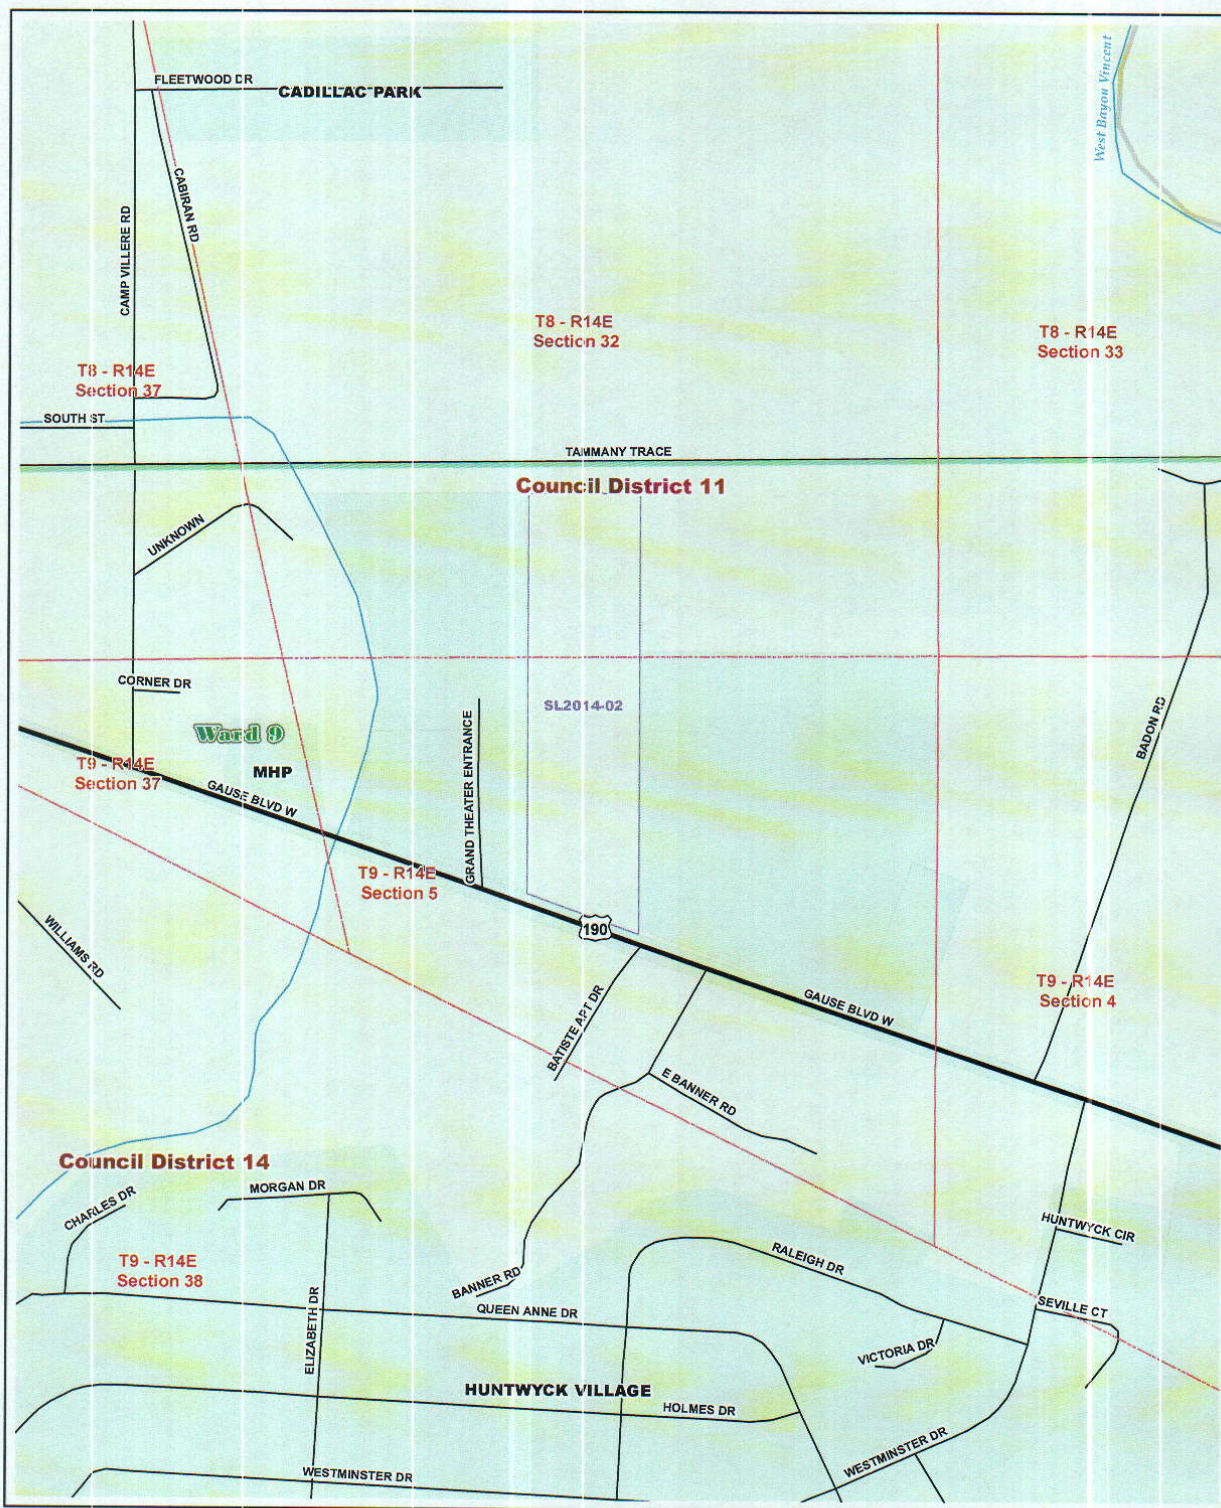 FLEETWOOD DR
CADILLAC PARK
West Bayou Vincent
CABIRAN RD
CAMP VILLERE RD
T8 - R14E
Section 32
T8 - R14E
Section 33
T8 - R14E
Section 37
SOUTH ST
TAMMANY TRACE
Council District 11
UNKNOWN
CORNER DR
SL2014-02
BADON RD
Ward 9
GRAND THEATER ENTRANCE
T9 - R14E
Section 37
MHP
GAUSE BLVD W
T9 - R14E
Section 5
190
WILLIAMS RD
T9 - R14E
Section 4
GAUSE BLVD W
BATISTE APT DR
E BANNER RD
Council District 14
MORGAN DR
CHARLES DR
HUNTWYCK CIR
T9 - R14E
Section 38
RALEIGH DR
BANNER RD
QUEEN ANNE DR
SEVILLE CT
ELIZABETH DR
VICTORIA DR
HUNTWYCK VILLAGE
HOLMES DR
WESTMINSTER DR
WESTMINSTER DR